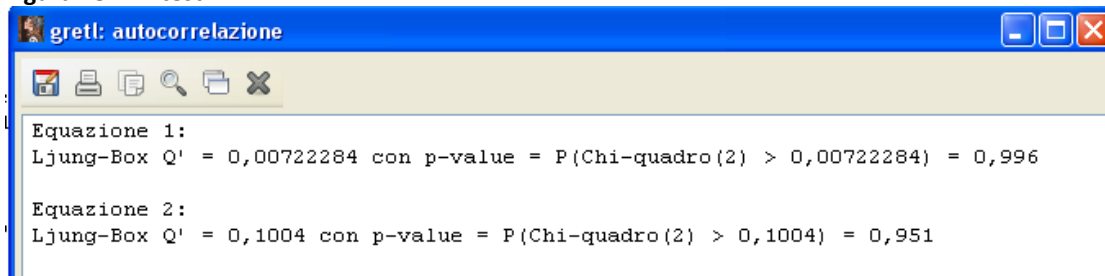 gretl: autocorrelazione
Equazione 1:
Ljung-Box Q' = 0,00722284 con p-value = P(Chi-quadro(2) > 0,00722284) = 0,996
Equazione 2:
Ljung-Box Q' = 0,1004 con p-value = P(Chi-quadro(2) > 0,1004) = 0,951